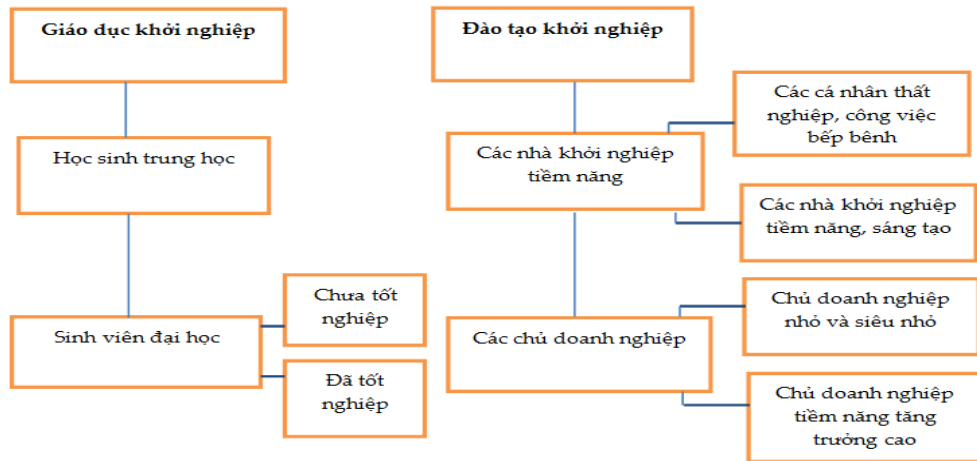 Giáo dục khởi nghiệp
Học sinh trung học
Sinh viên đại học
Chưa tốt
nghiệp
Đã tốt
nghiệp
Đào tạo khởi nghiệp
Các nhà khởi nghiệp
tiềm năng
Các cá nhân thất
nghiệp, công việc
bếp bênh
Các nhà khởi nghiệp
tiềm năng, sáng tạo
Các chủ doanh nghiệp
Chủ doanh nghiệp
nhỏ và siêu nhỏ
Chủ doanh nghiệp
tiềm năng tăng
trưởng cao